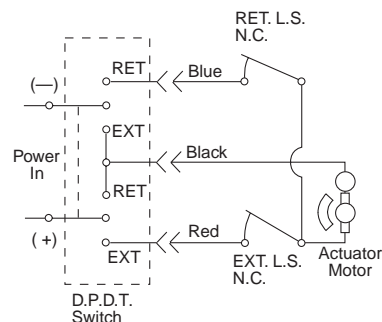 RET. L.S.
N.C.
RET
Blue
(—)
EXT
Black
Power
In
RET
Red
(+)
EXT
EXT. L.S.
N.C.
Actuator
Motor
D.P.D.T.
Switch